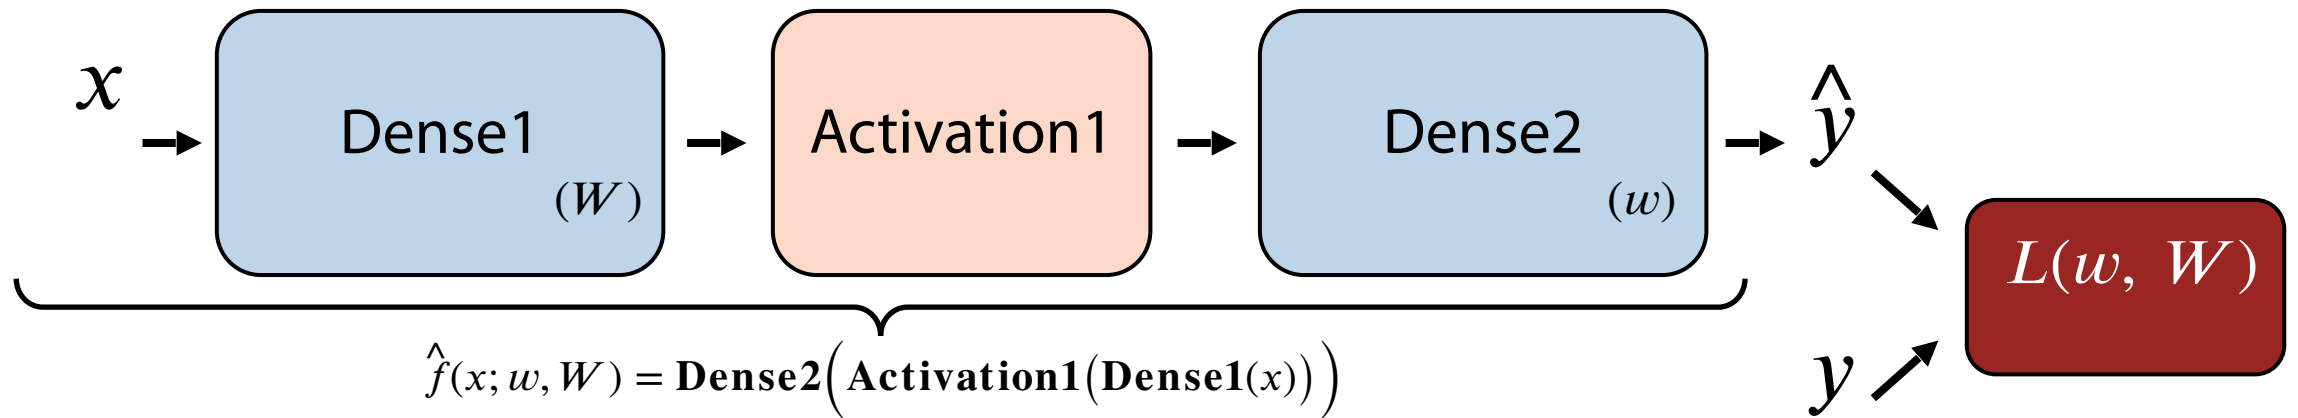 x
Dense1
(W)
Activation1
Dense2
(w)
ŷ
L(w, W)
y
f̂(x; w, W) = Dense2(Activation1(Dense1(x)))